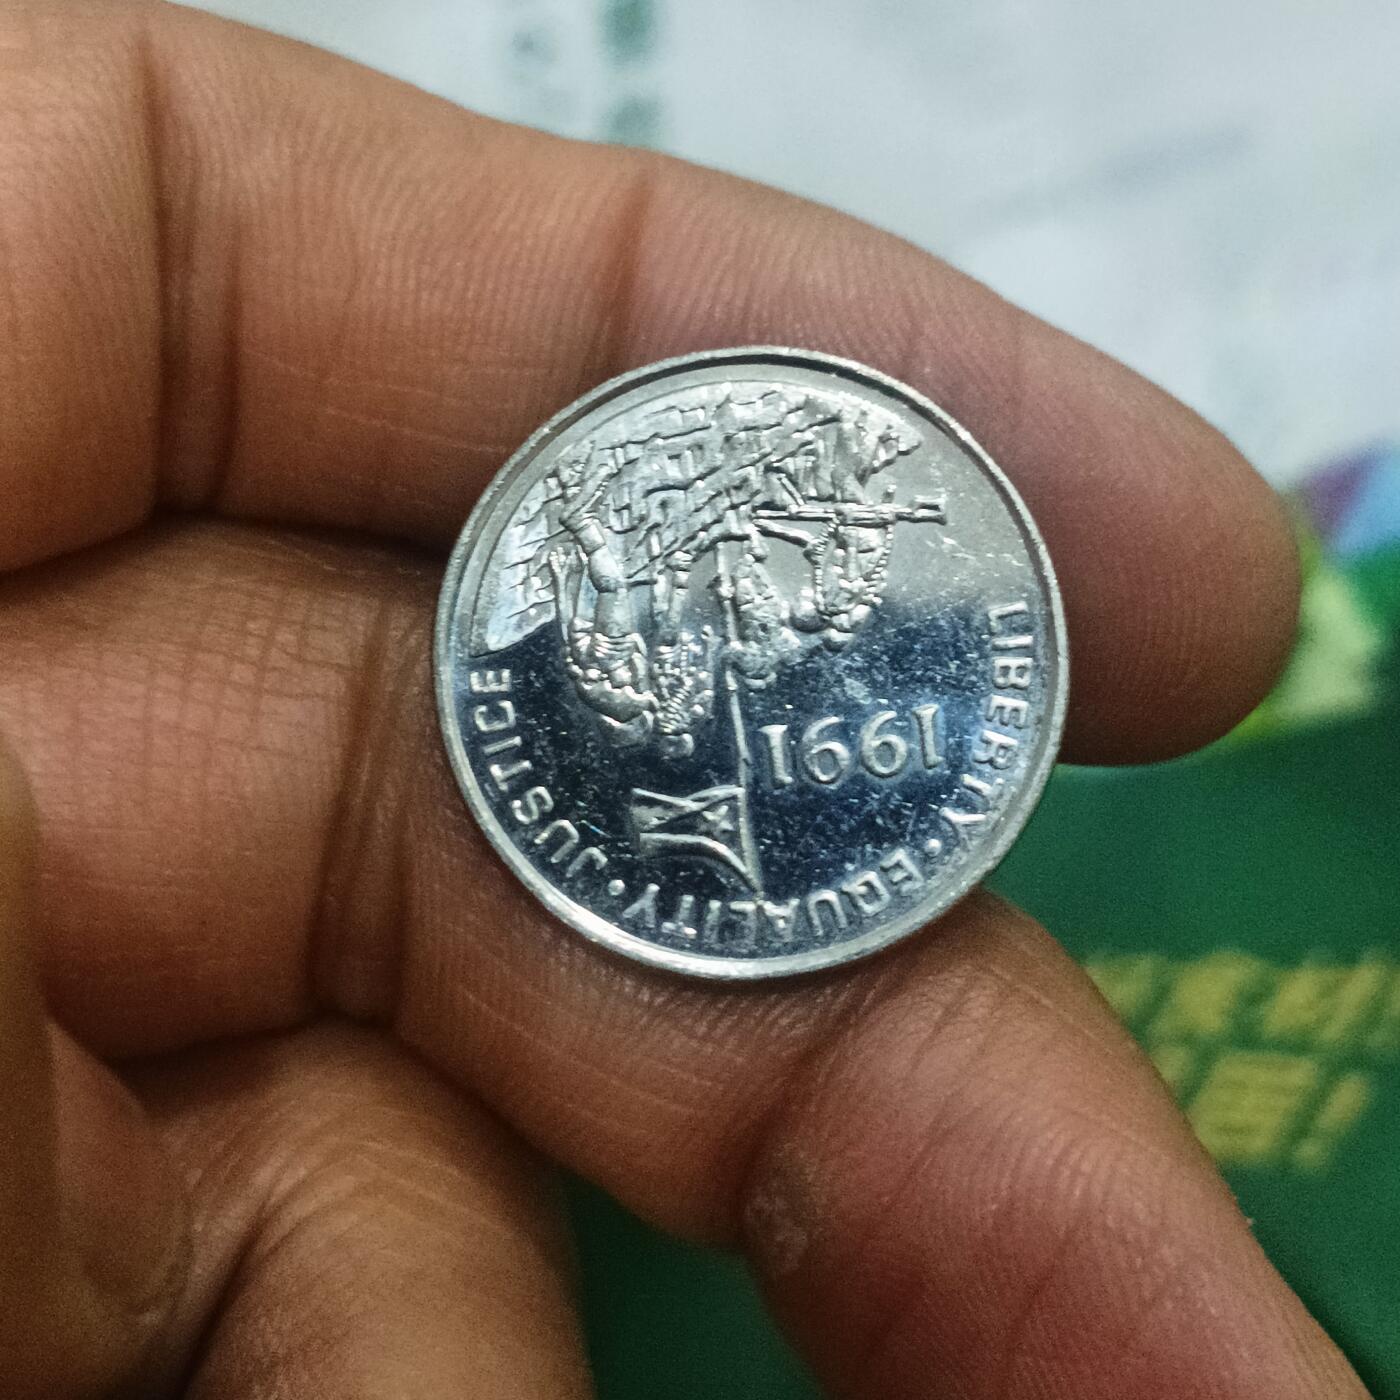 LIBERTY · EQUALITY · JUSTICE
1991